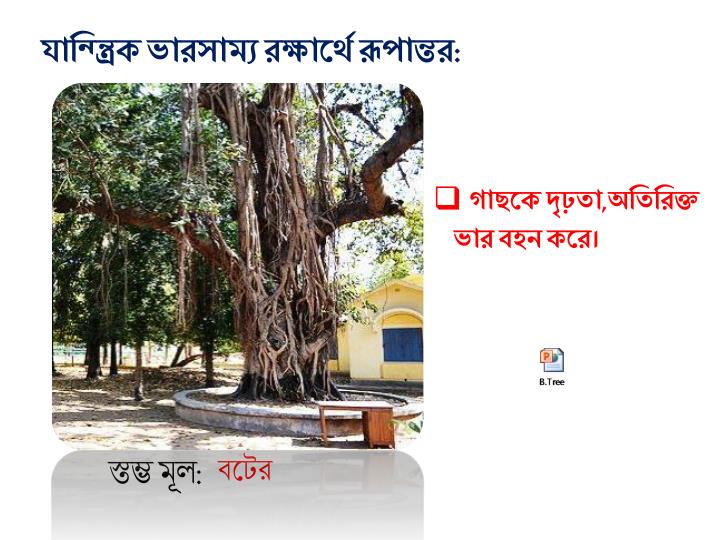 যান্ত্রিক ভারসাম্য রক্ষার্থে রূপান্তর:
গাছকে দৃঢ়তা,অতিরিক্ত
ভার বহন করে।
B.Tree
স্তম্ভ মূল: বটের